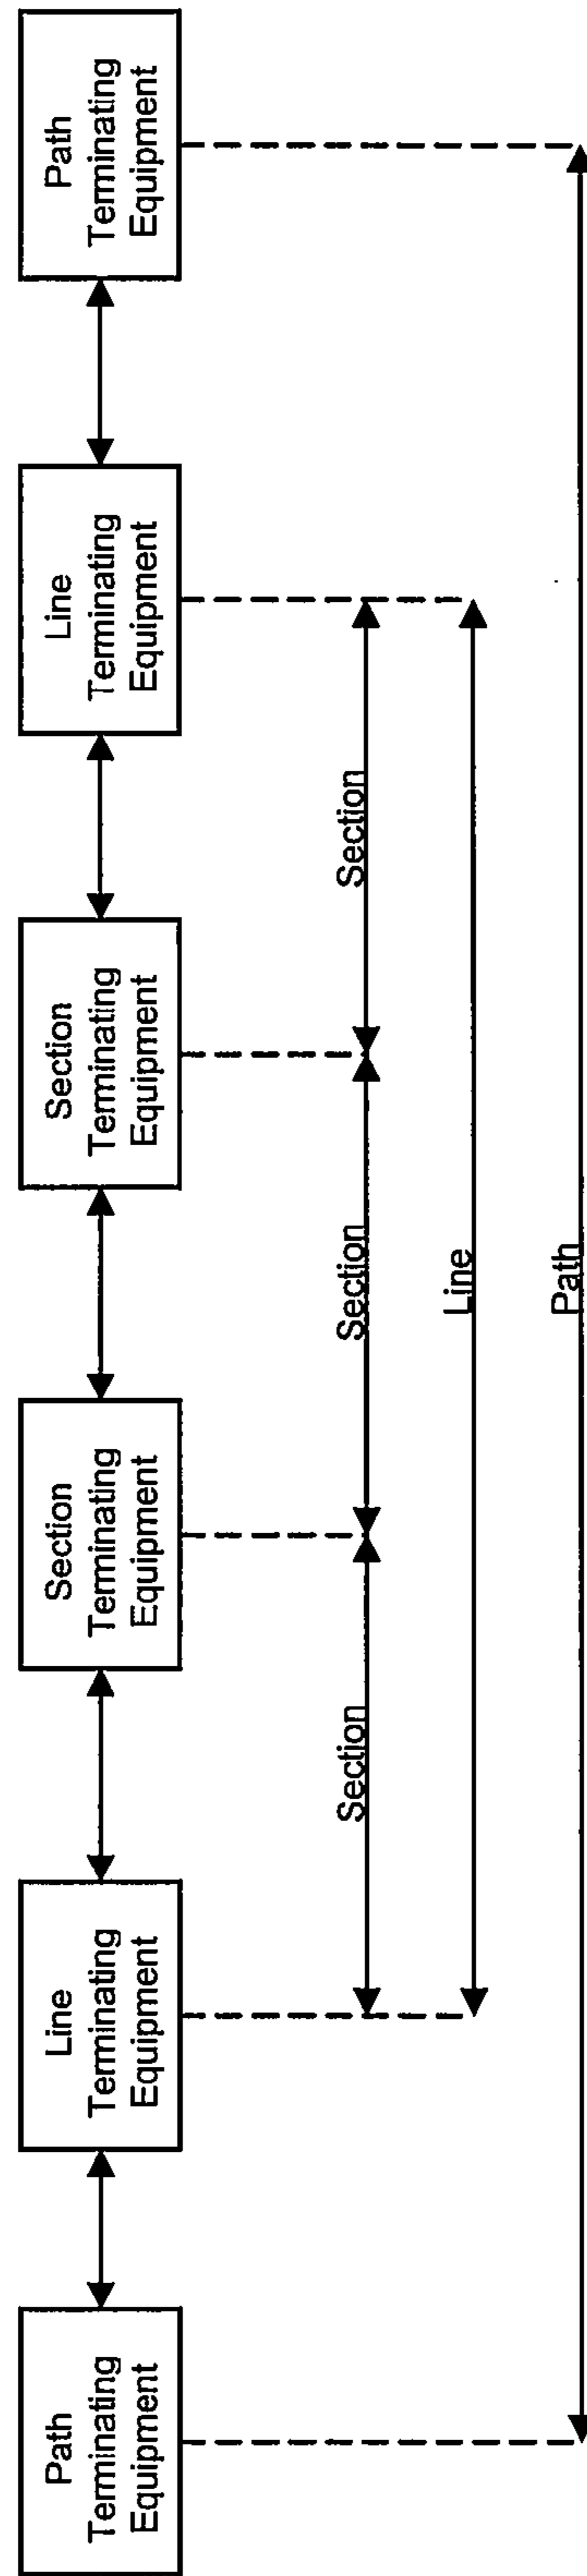 Path
Terminating
Equipment
Line
Terminating
Equipment
Section
Terminating
Equipment
Section
Terminating
Equipment
Line
Terminating
Equipment
Path
Terminating
Equipment
Section
Section
Section
Line
Path